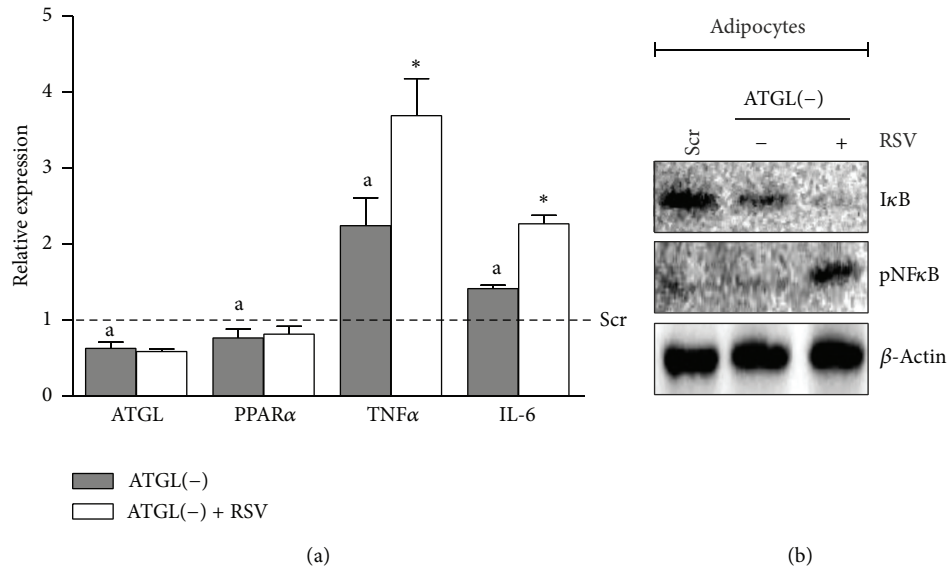 5
4
3
2
1
0
Relative expression
a
a
a
*
a
*
Scr
ATGL
PPARα
TNFα
IL-6
ATGL(−)
ATGL(−) + RSV
(a)
Adipocytes
ATGL(−)
Scr − + RSV
IκB
pNFκB
β-Actin
(b)